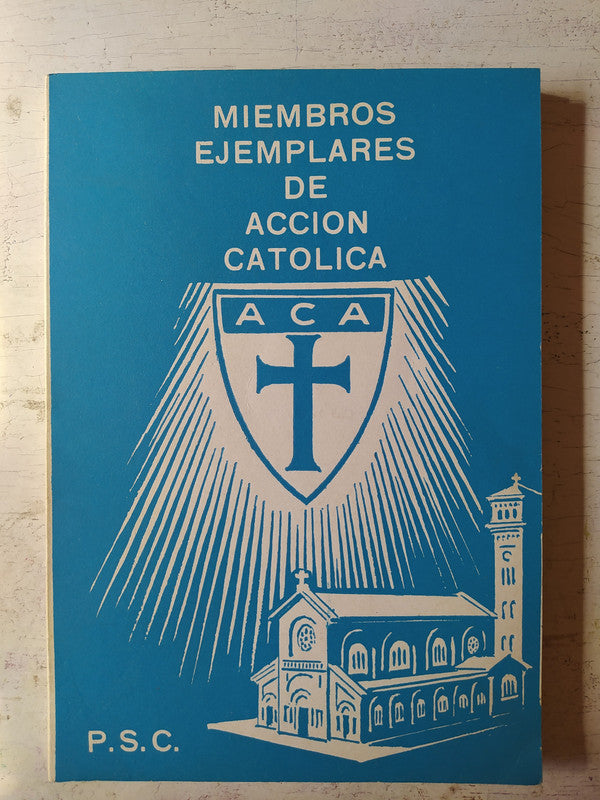 MIEMBROS
EJEMPLARES
DE
ACCION
CATOLICA
ACA
P.S.C.